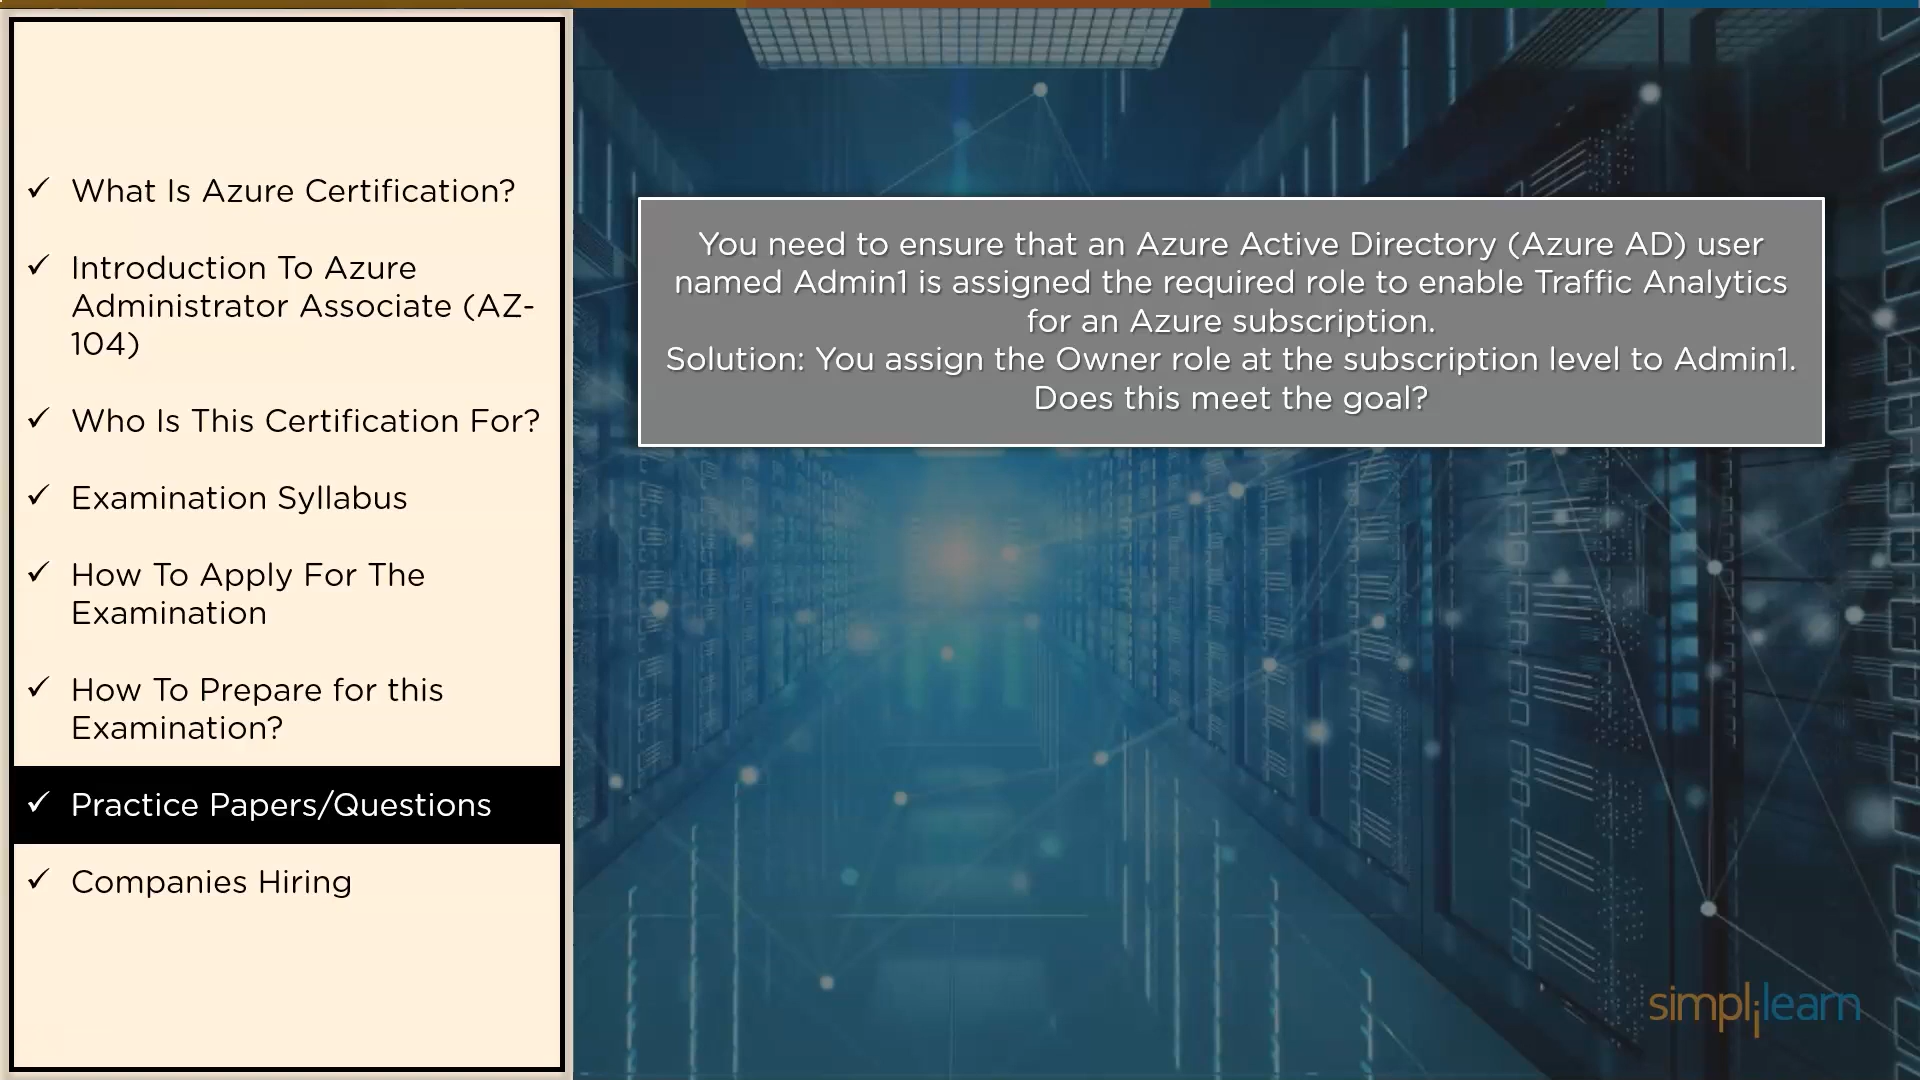 What Is Azure Certification?
Introduction To Azure
Administrator Associate (AZ-
104)
Who Is This Certification For?
Examination Syllabus
How To Apply For The
Examination
How To Prepare for this
Examination?
Practice Papers/Questions
Companies Hiring
You need to ensure that an Azure Active Directory (Azure AD) user
named Admin1 is assigned the required role to enable Traffic Analytics
for an Azure subscription.
Solution: You assign the Owner role at the subscription level to Admin1.
Does this meet the goal?
simplilearn